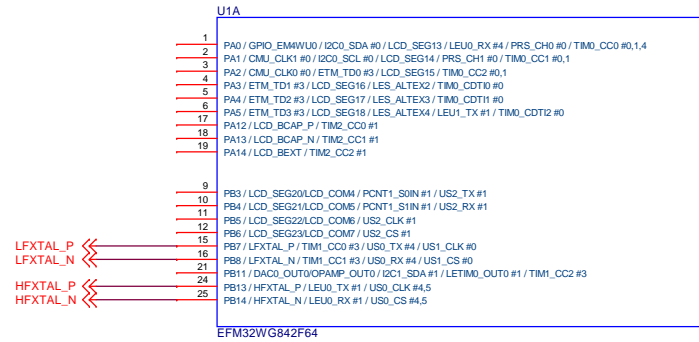 U1A
1 PA0 / GPIO_EM4WU0 / I2C0_SDA #0 / LCD_SEG13 / LEU0_RX #4 / PRS_CH0 #0 / TIM0_CC0 #0,1,4
2 PA1 / CMU_CLK1 #0 / I2C0_SCL #0 / LCD_SEG14 / PRS_CH1 #0 / TIM0_CC1 #0,1
3 PA2 / CMU_CLK0 #0 / ETM_TD0 #3 / LCD_SEG15 / TIM0_CC2 #0,1
4 PA3 / ETM_TD1 #3 / LCD_SEG16 / LES_ALTEX2 / TIM0_CDTI0 #0
5 PA4 / ETM_TD2 #3 / LCD_SEG17 / LES_ALTEX3 / TIM0_CDTI1 #0
6 PA5 / ETM_TD3 #3 / LCD_SEG18 / LES_ALTEX4 / LEU1_TX #1 / TIM0_CDTI2 #0
17 PA12 / LCD_BCAP_P / TIM2_CC0 #1
18 PA13 / LCD_BCAP_N / TIM2_CC1 #1
19 PA14 / LCD_BEXT / TIM2_CC2 #1
9 PB3 / LCD_SEG20/LCD_COM4 / PCNT1_S0IN #1 / US2_TX #1
10 PB4 / LCD_SEG21/LCD_COM5 / PCNT1_S1IN #1 / US2_RX #1
11 PB5 / LCD_SEG22/LCD_COM6 / US2_CLK #1
12 PB6 / LCD_SEG23/LCD_COM7 / US2_CS #1
LFXTAL_P 15 PB7 / LFXTAL_P / TIM1_CC0 #3 / US0_TX #4 / US1_CLK #0
LFXTAL_N 16 PB8 / LFXTAL_N / TIM1_CC1 #3 / US0_RX #4 / US1_CS #0
21 PB11 / DAC0_OUT0/OPAMP_OUT0 / I2C1_SDA #1 / LETIM0_OUT0 #1 / TIM1_CC2 #3
HFXTAL_P 24 PB13 / HFXTAL_P / LEU0_TX #1 / US0_CLK #4,5
HFXTAL_N 25 PB14 / HFXTAL_N / LEU0_RX #1 / US0_CS #4,5
EFM32WG842F64